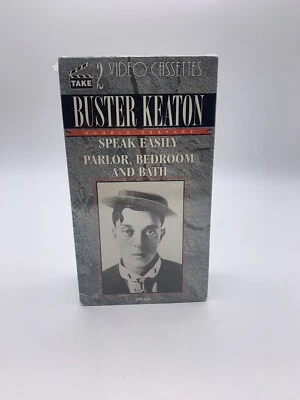 TAKE 2 VIDEO CASSETTES
BUSTER KEATON
DOUBLE FEATURE
SPEAK EASILY
PARLOR, BEDROOM
AND BATH